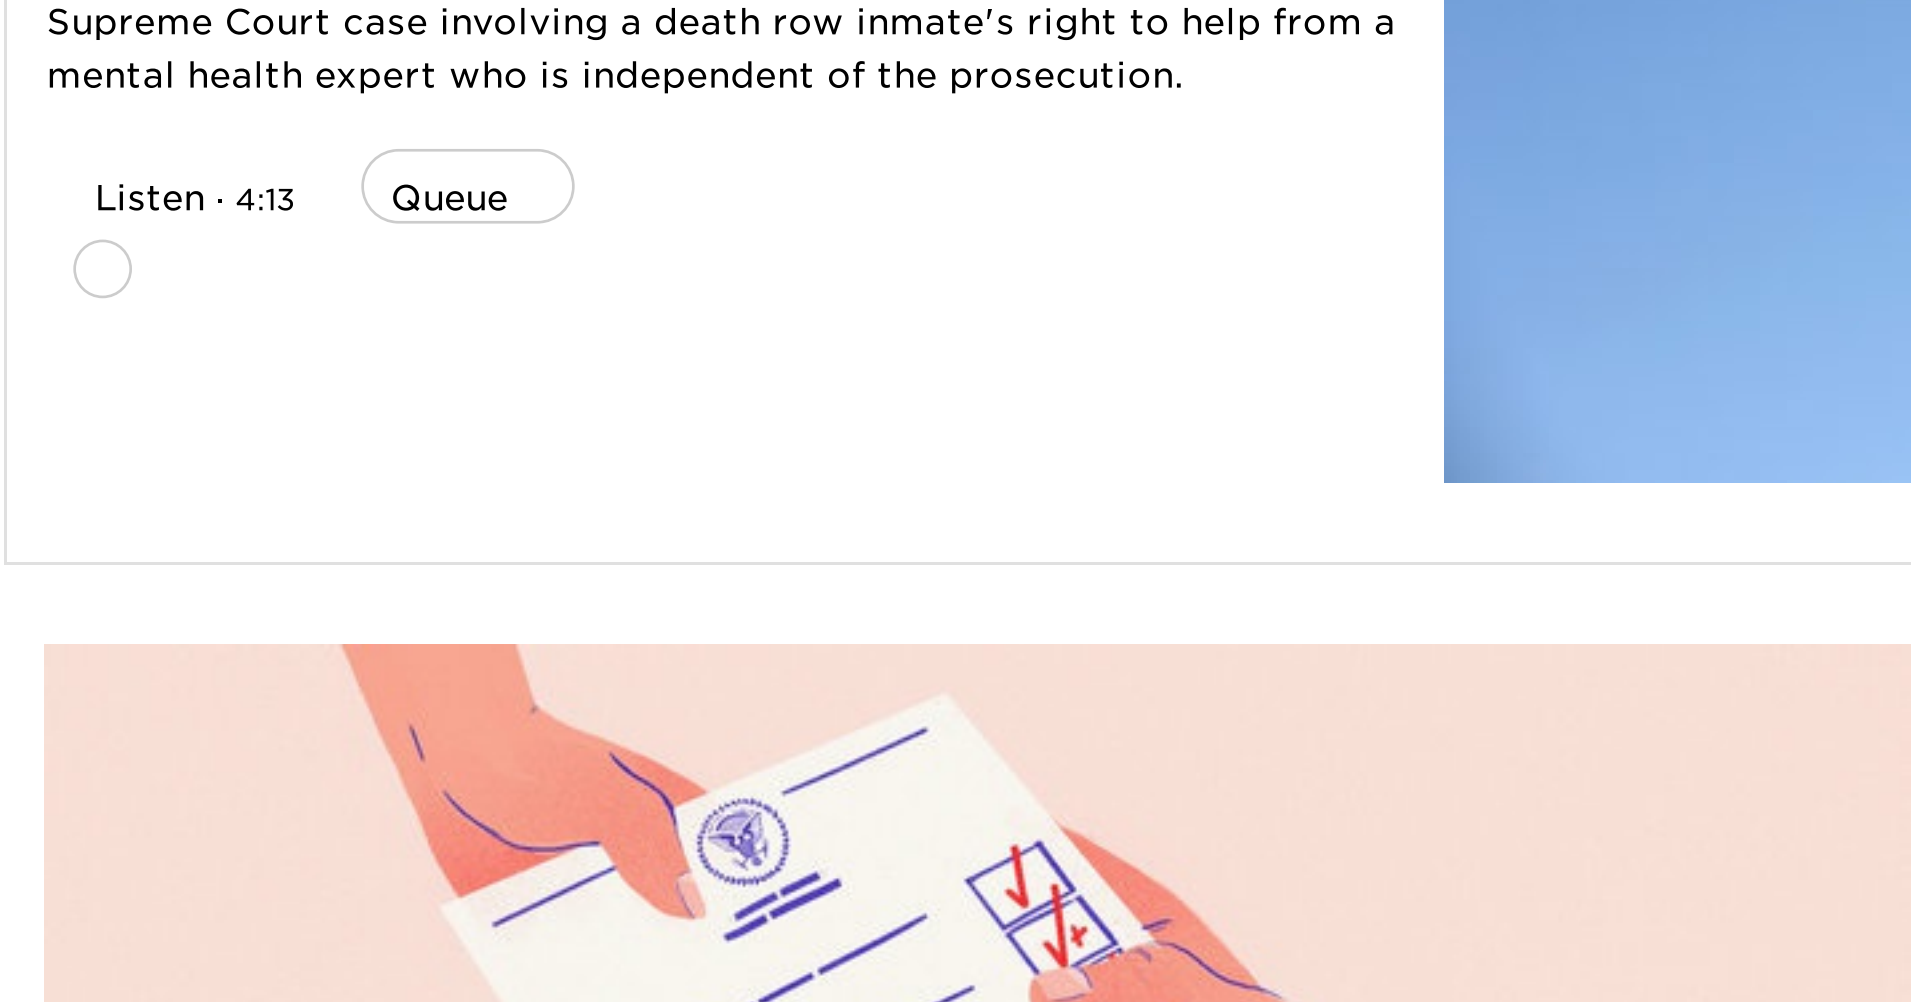 Supreme Court case involving a death row inmate's right to help from a
mental health expert who is independent of the prosecution.
Listen · 4:13
Queue